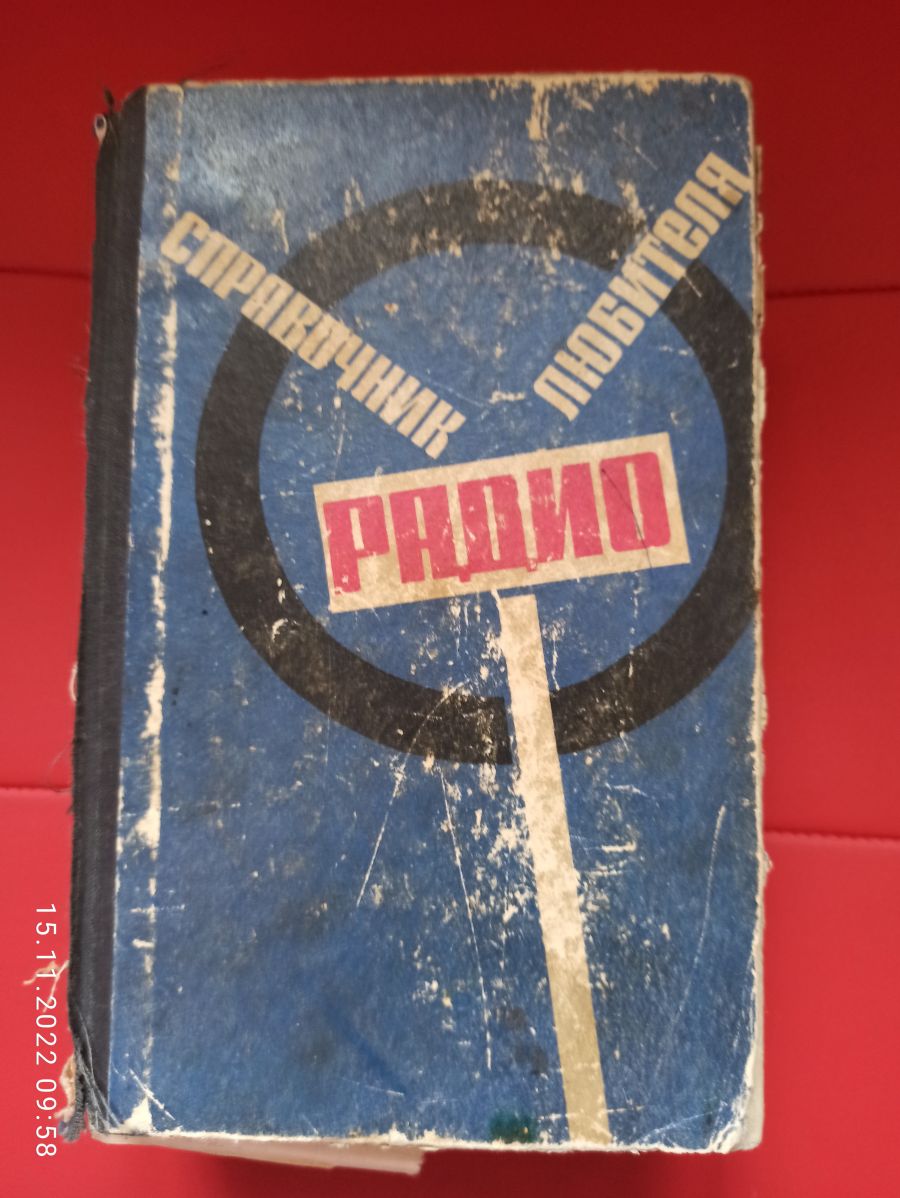 СПРАВОЧНИК
РАДИО
ЛЮБИТЕЛЯ
15.11.2022 09:58